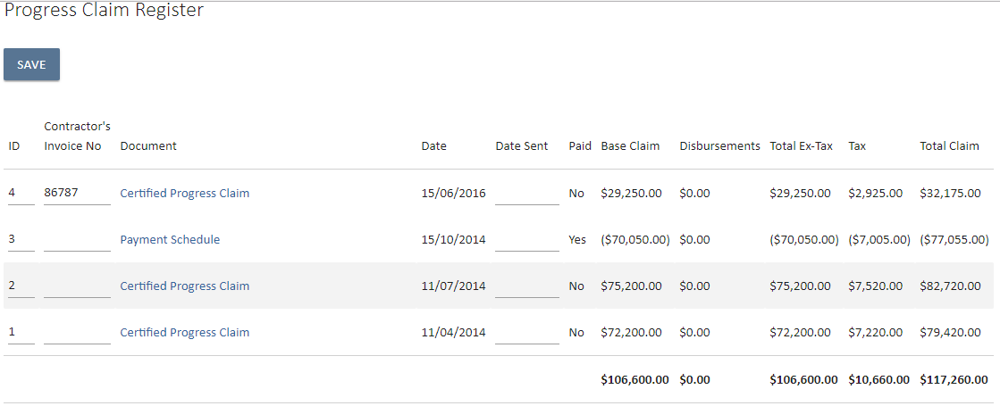 Progress Claim Register
SAVE
Contractor's
ID Invoice No Document Date Date Sent Paid Base Claim Disbursements Total Ex-Tax Tax Total Claim
4 86787 Certified Progress Claim 15/06/2016 No $29,250.00 $0.00 $29,250.00 $2,925.00 $32,175.00
3 Payment Schedule 15/10/2014 Yes ($70,050.00) $0.00 ($70,050.00) ($7,005.00) ($77,055.00)
2 Certified Progress Claim 11/07/2014 No $75,200.00 $0.00 $75,200.00 $7,520.00 $82,720.00
1 Certified Progress Claim 11/04/2014 No $72,200.00 $0.00 $72,200.00 $7,220.00 $79,420.00
$106,600.00 $0.00 $106,600.00 $10,660.00 $117,260.00